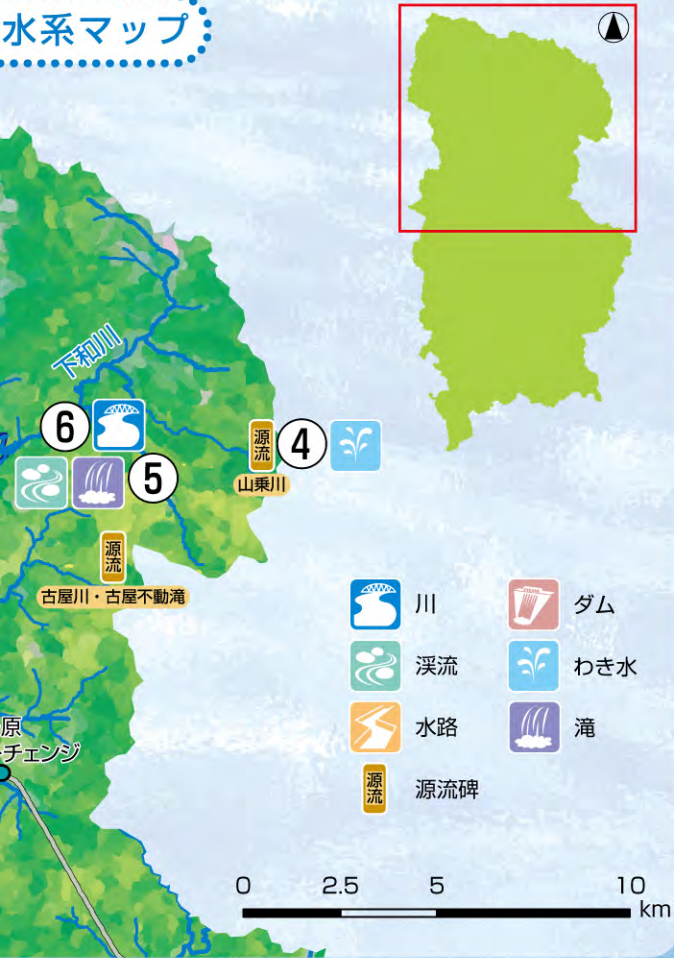 水系マップ
下和川
⑥
源流
④
山乗川
⑤
源流
古屋川・古屋不動滝
川
ダム
渓流
わき水
水路
滝
源流
源流碑
原
チェンジ
0 2.5 5 10
km